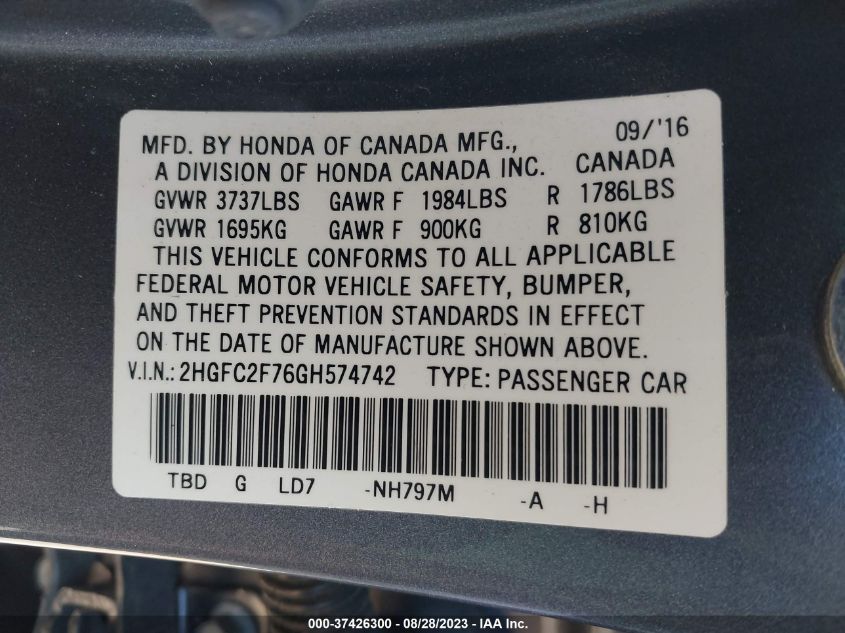 MFD. BY HONDA OF CANADA MFG., 09/'16
A DIVISION OF HONDA CANADA INC. CANADA
GVWR 3737LBS GAWR F 1984LBS R 1786LBS
GVWR 1695KG GAWR F 900KG R 810KG
THIS VEHICLE CONFORMS TO ALL APPLICABLE
FEDERAL MOTOR VEHICLE SAFETY, BUMPER,
AND THEFT PREVENTION STANDARDS IN EFFECT
ON THE DATE OF MANUFACTURE SHOWN ABOVE.
V.I.N.: 2HGFC2F76GH574742 TYPE: PASSENGER CAR
TBD G LD7 -NH797M -A -H
000-37426300 - 08/28/2023 - IAA Inc.